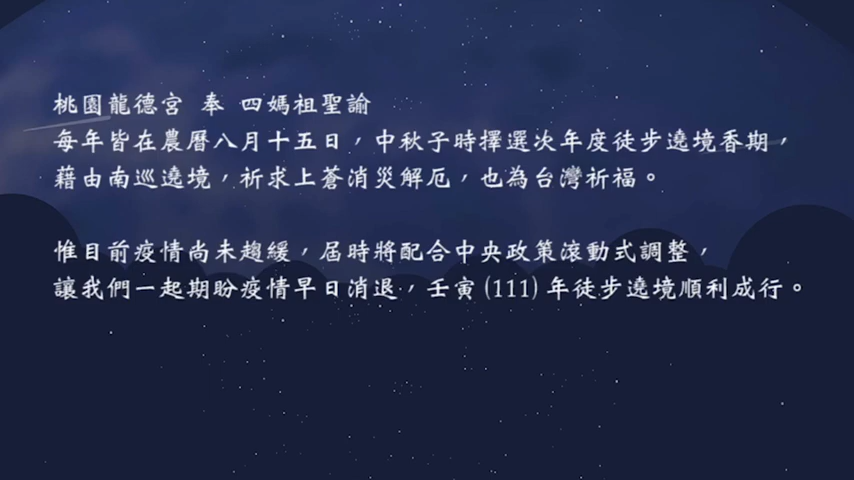 桃園龍德宮 奉 四媽祖聖諭
每年皆在農曆八月十五日，中秋子時擇選次年度徒步遶境香期，
藉由南巡遶境，祈求上蒼消災解厄，也為台灣祈福。
惟目前疫情尚未趨緩，屆時將配合中央政策滾動式調整，
讓我們一起期盼疫情早日消退，壬寅(111)年徒步遶境順利成行。